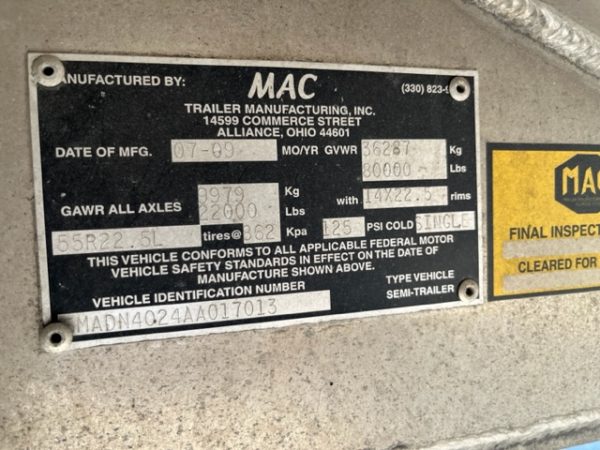 MANUFACTURED BY: MAC (330) 823-
TRAILER MANUFACTURING, INC.
14599 COMMERCE STREET
ALLIANCE, OHIO 44601
DATE OF MFG. 07-09 MO/YR GVWR 36287 Kg
80000 Lbs
GAWR ALL AXLES 9979 Kg with 14X22.5 rims
22000 Lbs
55R22.5L tires@ 862 Kpa 125 PSI COLD SINGLE
THIS VEHICLE CONFORMS TO ALL APPLICABLE FEDERAL MOTOR
VEHICLE SAFETY STANDARDS IN EFFECT ON THE DATE OF
MANUFACTURE SHOWN ABOVE.
VEHICLE IDENTIFICATION NUMBER TYPE VEHICLE
MADN4024AA017013 SEMI-TRAILER
MAC
FINAL INSPECT
CLEARED FOR